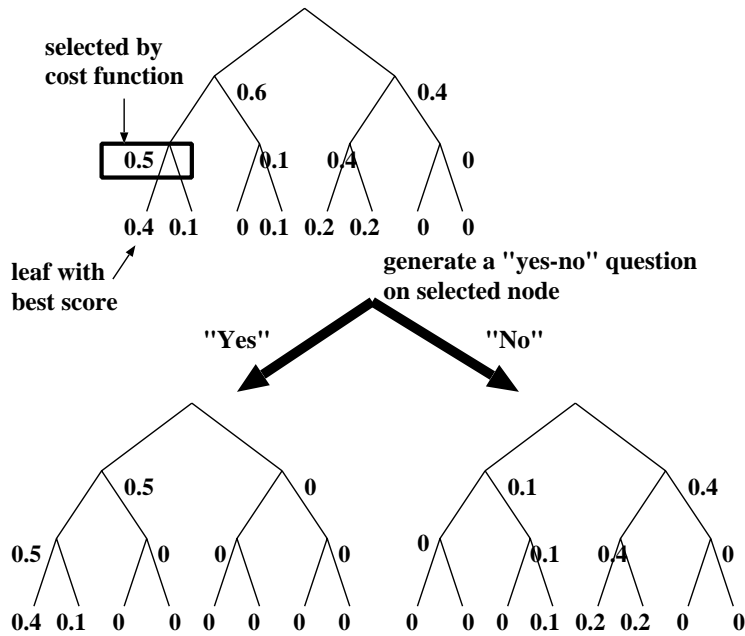 selected by
cost function
0.6 0.4
0.5 0.1 0.4 0
0.4 0.1 0 0.1 0.2 0.2 0 0
leaf with
best score
generate a "yes-no" question
on selected node
"Yes" "No"
0.5 0 0.1 0.4
0.5 0 0 0 0 0.1 0.4 0
0.4 0.1 0 0 0 0 0 0 0 0 0 0.1 0.2 0.2 0 0